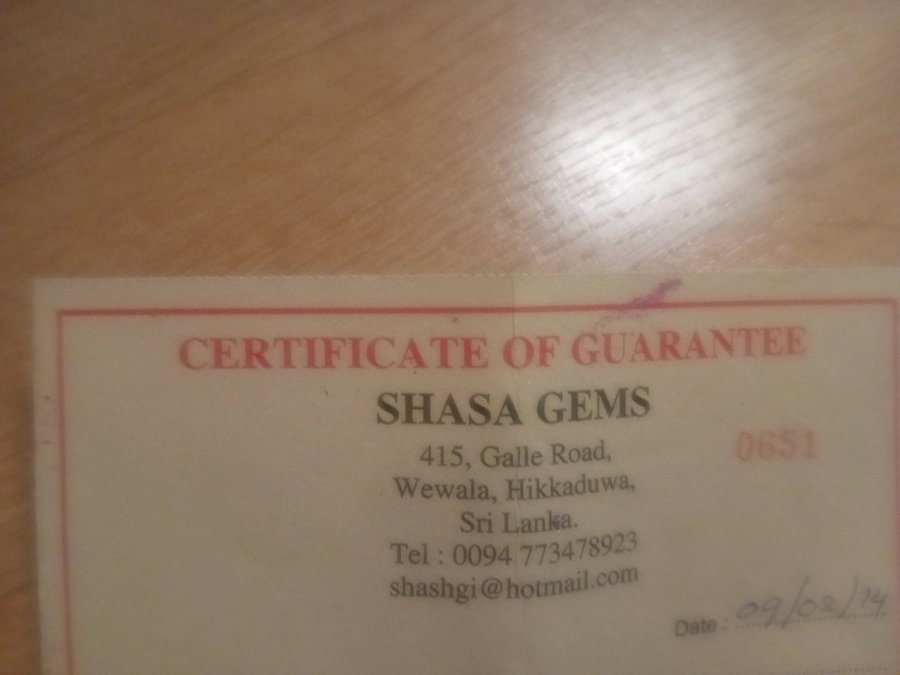 CERTIFICATE OF GUARANTEE
SHASA GEMS
0651
415, Galle Road,
Wewala, Hikkaduwa,
Sri Lanka.
Tel : 0094 773478923
shashgi@hotmail.com
Date : 09/02/14